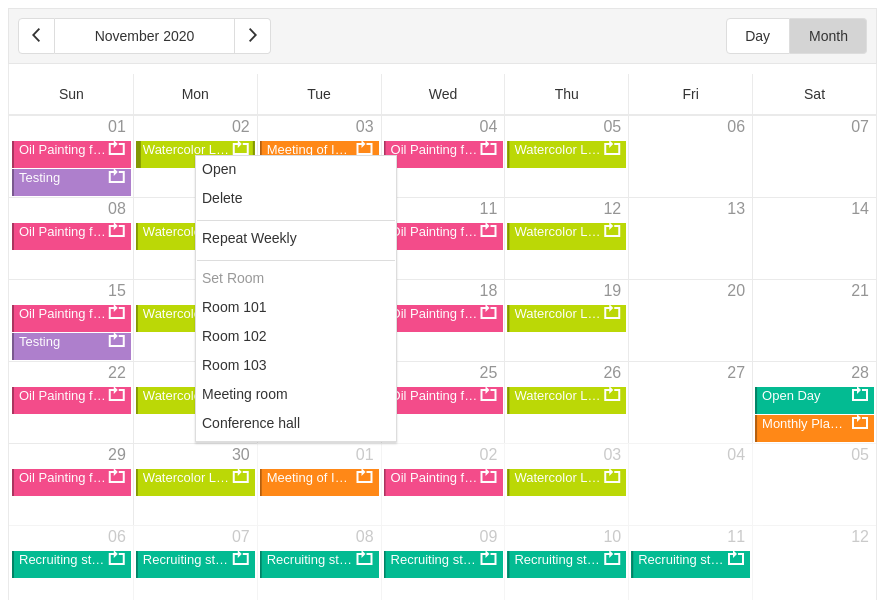 November 2020 Day Month
Sun Mon Tue Wed Thu Fri Sat
01 02 03 04 05 06 07
Oil Painting f... Watercolor L... Meeting of I... Oil Painting f... Watercolor L...
Testing
Open
Delete
Repeat Weekly
Set Room
Room 101
Room 102
Room 103
Meeting room
Conference hall
08 11 12 13 14
Oil Painting f... Oil Painting f... Watercolor L...
15 18 19 20 21
Oil Painting f... Oil Painting f... Watercolor L...
Testing
22 25 26 27 28
Oil Painting f... Oil Painting f... Watercolor L... Open Day
Monthly Pla...
29 30 01 02 03 04 05
Oil Painting f... Watercolor L... Meeting of I... Oil Painting f... Watercolor L...
06 07 08 09 10 11 12
Recruiting st... Recruiting st... Recruiting st... Recruiting st... Recruiting st... Recruiting st...